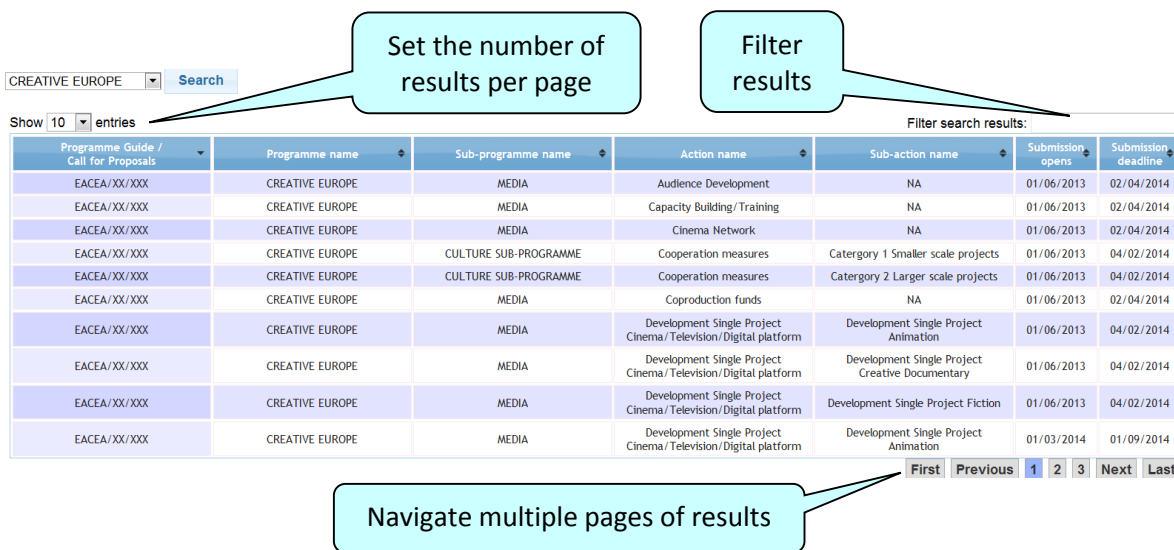 Set the number of
results per page
Filter
results
CREATIVE EUROPE Search
Show 10 entries Filter search results:
Programme Guide / Call for Proposals Programme name Sub-programme name Action name Sub-action name Submission opens Submission deadline
EACEA/XX/XXX CREATIVE EUROPE MEDIA Audience Development NA 01/06/2013 02/04/2014
EACEA/XX/XXX CREATIVE EUROPE MEDIA Capacity Building/Training NA 01/06/2013 02/04/2014
EACEA/XX/XXX CREATIVE EUROPE MEDIA Cinema Network NA 01/06/2013 02/04/2014
EACEA/XX/XXX CREATIVE EUROPE CULTURE SUB-PROGRAMME Cooperation measures Catergory 1 Smaller scale projects 01/06/2013 04/02/2014
EACEA/XX/XXX CREATIVE EUROPE CULTURE SUB-PROGRAMME Cooperation measures Catergory 2 Larger scale projects 01/06/2013 04/02/2014
EACEA/XX/XXX CREATIVE EUROPE MEDIA Coproduction funds NA 01/06/2013 02/04/2014
EACEA/XX/XXX CREATIVE EUROPE MEDIA Development Single Project Cinema/Television/Digital platform Development Single Project Animation 01/06/2013 04/02/2014
EACEA/XX/XXX CREATIVE EUROPE MEDIA Development Single Project Cinema/Television/Digital platform Development Single Project Creative Documentary 01/06/2013 04/02/2014
EACEA/XX/XXX CREATIVE EUROPE MEDIA Development Single Project Cinema/Television/Digital platform Development Single Project Fiction 01/06/2013 04/02/2014
EACEA/XX/XXX CREATIVE EUROPE MEDIA Development Single Project Cinema/Television/Digital platform Development Single Project Animation 01/03/2014 01/09/2014
First Previous 1 2 3 Next Last
Navigate multiple pages of results